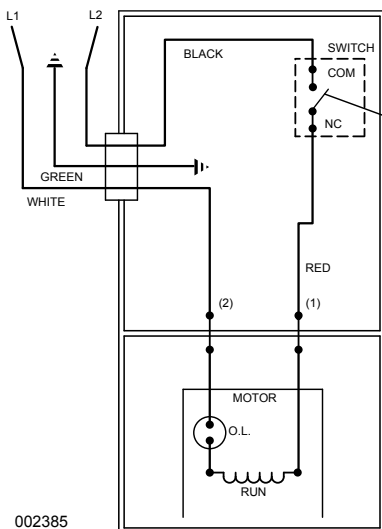 L1
L2
BLACK
SWITCH
COM
NC
GREEN
WHITE
RED
(2)
(1)
MOTOR
O.L.
RUN
002385